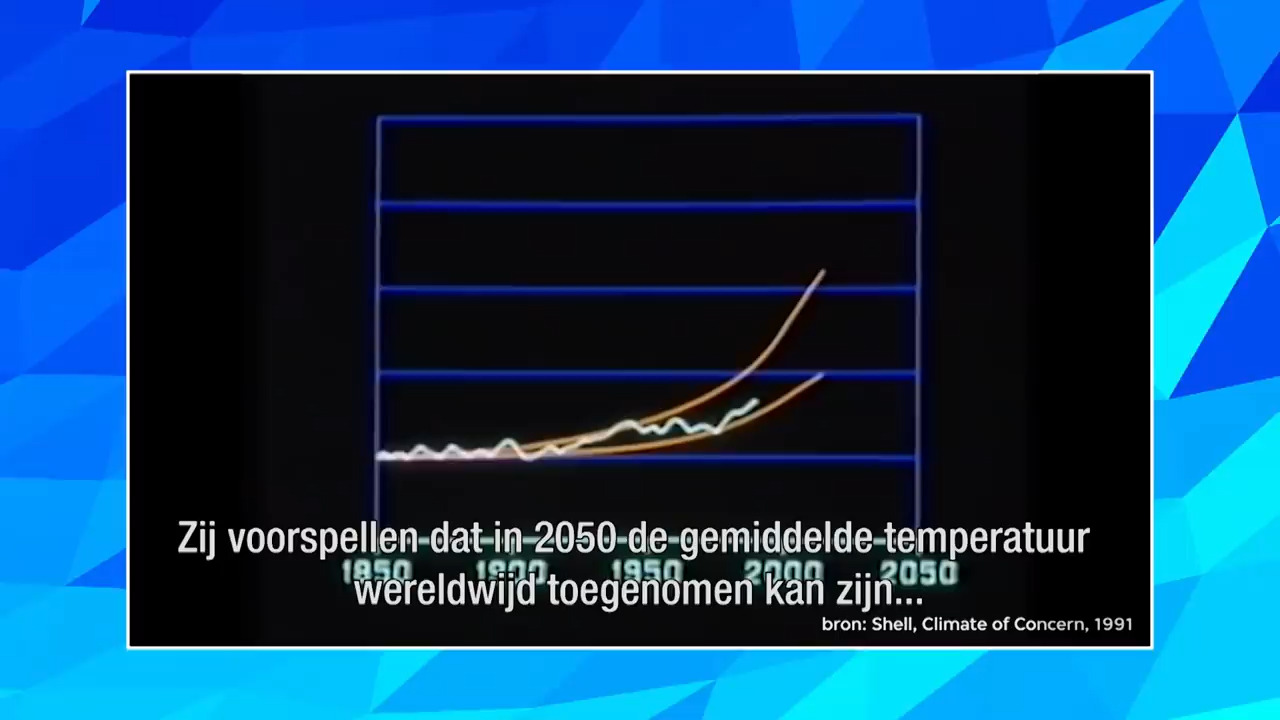 Zij voorspellen dat in 2050 de gemiddelde temperatuur
1850 1900 1950 2000 2050
wereldwijd toegenomen kan zijn...
bron: Shell, Climate of Concern, 1991